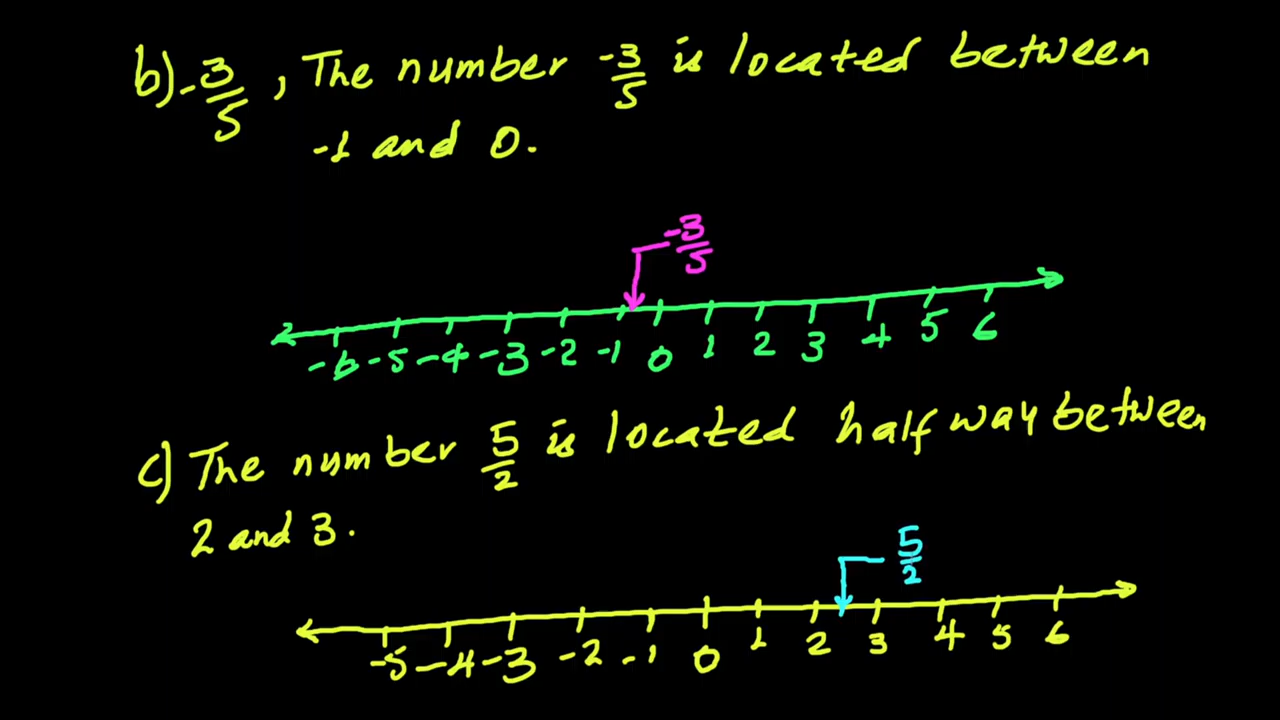 b) -3/5, The number -3/5 is located between
-1 and 0.
-3/5
-6 -5 -4 -3 -2 -1 0 1 2 3 4 5 6
c) The number 5/2 is located half way between
2 and 3.
5/2
-5 -4 -3 -2 -1 0 1 2 3 4 5 6